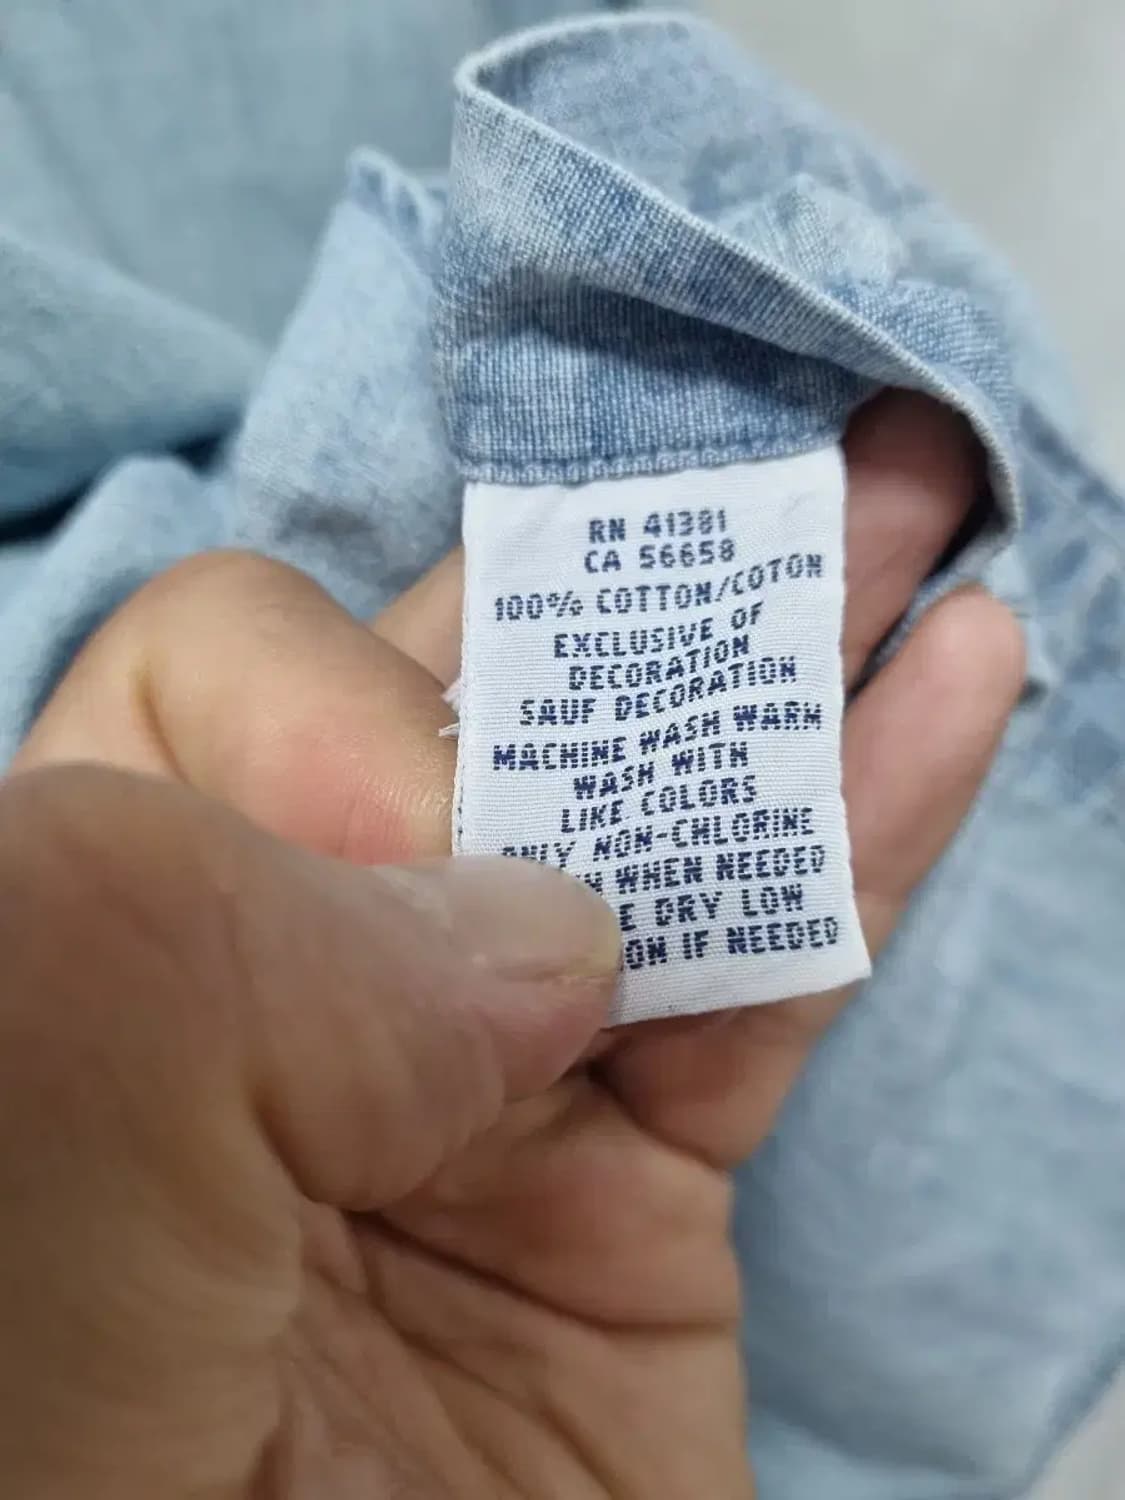 RN 41381
CA 56658
100% COTTON/COTON
EXCLUSIVE OF
DECORATION
SAUF DECORATION
MACHINE WASH WARM
WASH WITH
LIKE COLORS
ONLY NON-CHLORINE
WHEN NEEDED
DRY LOW
IF NEEDED